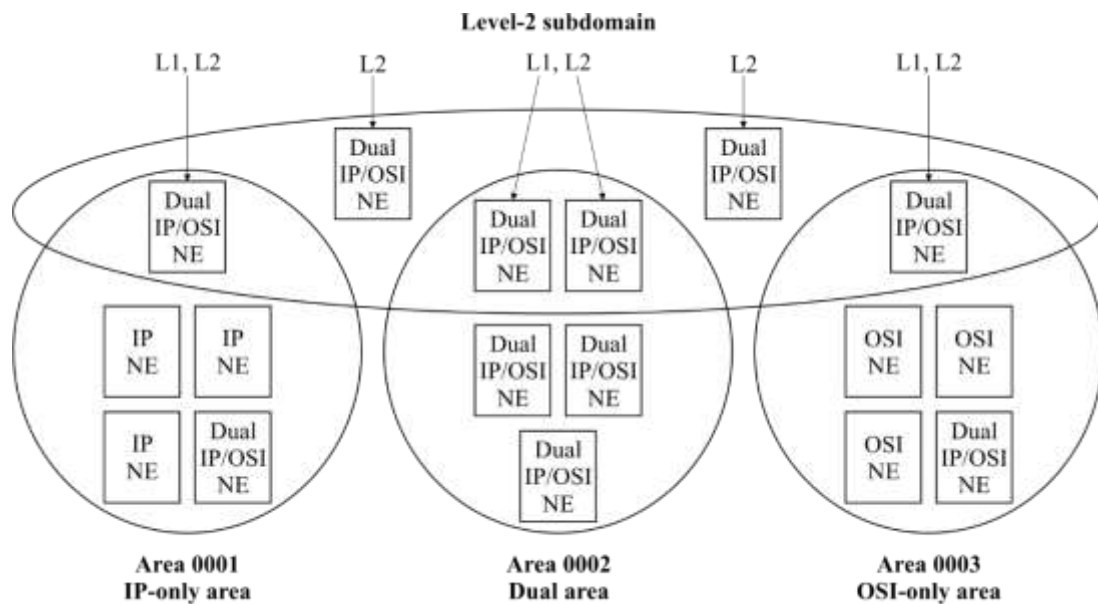 Level-2 subdomain
L1, L2
L2
L1, L2
L2
L1, L2
Dual
IP/OSI
NE
Dual
IP/OSI
NE
Dual
IP/OSI
NE
Dual
IP/OSI
NE
Dual
IP/OSI
NE
Dual
IP/OSI
NE
IP
NE
IP
NE
IP
NE
Dual
IP/OSI
NE
Dual
IP/OSI
NE
Dual
IP/OSI
NE
Dual
IP/OSI
NE
OSI
NE
OSI
NE
OSI
NE
Dual
IP/OSI
NE
Area 0001
IP-only area
Area 0002
Dual area
Area 0003
OSI-only area